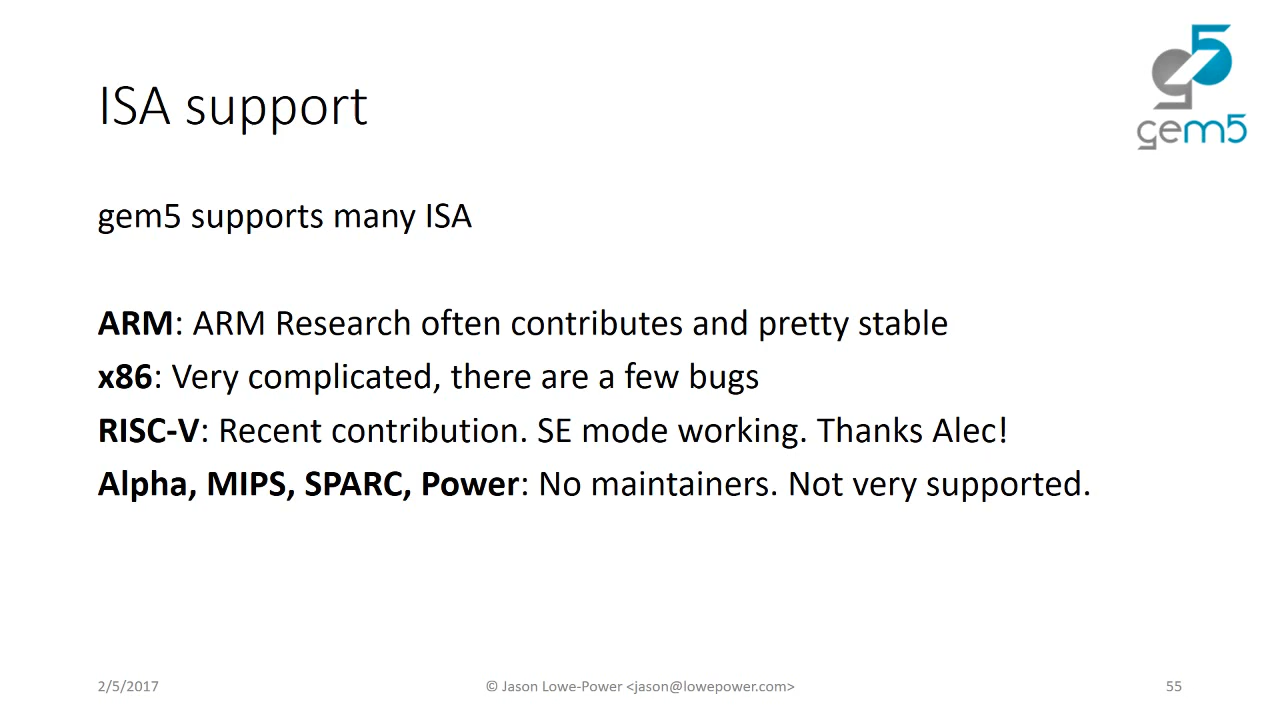 gem5
ISA support
gem5 supports many ISA
ARM: ARM Research often contributes and pretty stable
x86: Very complicated, there are a few bugs
RISC-V: Recent contribution. SE mode working. Thanks Alec!
Alpha, MIPS, SPARC, Power: No maintainers. Not very supported.
2/5/2017
© Jason Lowe-Power <jason@lowepower.com>
55